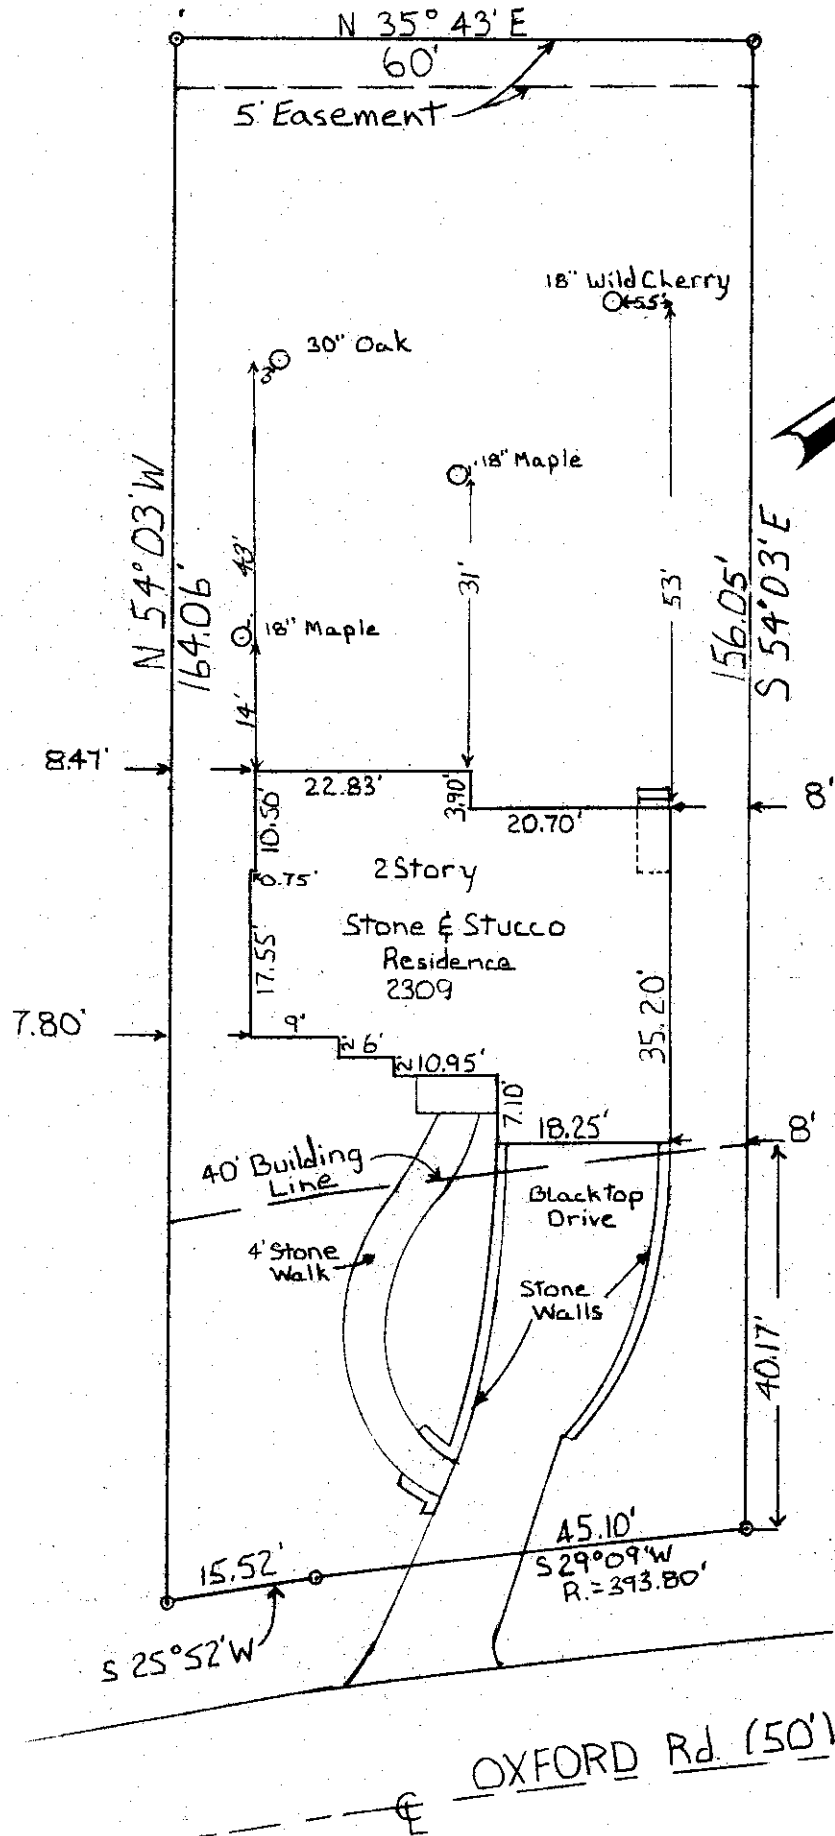 N 35° 43' E
60'
5' Easement
18" Wild Cherry
5.5'
30" Oak
3'
18" Maple
1'
N 54° 03' W
164.06'
43'
31'
53'
156.05'
S 54° 03' E
18" Maple
14'
8.47'
22.83'
3.90'
20.70'
8'
10.50'
0.75'
2 Story
Stone & Stucco
Residence
2309
17.55'
35.20'
7.80'
9'
~6'
~10.95'
7.10'
18.25'
8'
40' Building
Line
Blacktop
Drive
4' Stone
Walk
Stone
Walls
40.17'
45.10'
S 29° 09' W
R.=393.80'
15.52'
S 25° 52' W
OXFORD Rd. (50')